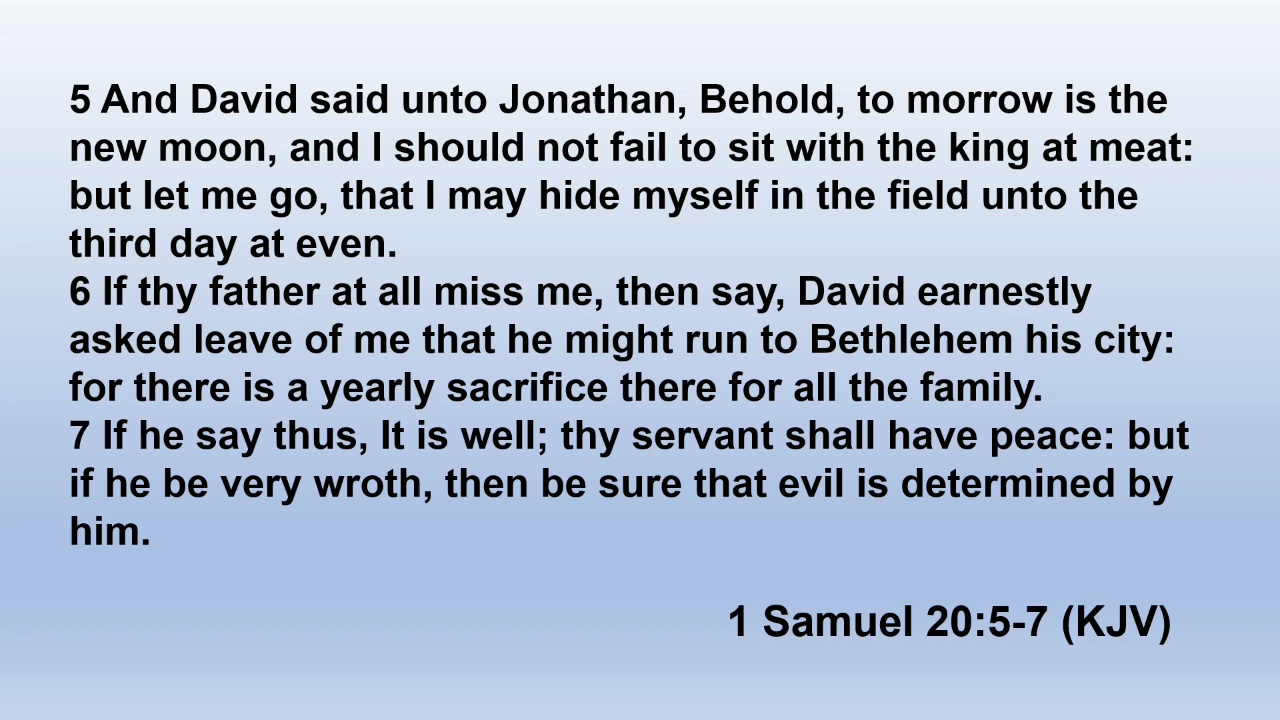 5 And David said unto Jonathan, Behold, to morrow is the
new moon, and I should not fail to sit with the king at meat:
but let me go, that I may hide myself in the field unto the
third day at even.
6 If thy father at all miss me, then say, David earnestly
asked leave of me that he might run to Bethlehem his city:
for there is a yearly sacrifice there for all the family.
7 If he say thus, It is well; thy servant shall have peace: but
if he be very wroth, then be sure that evil is determined by
him.
1 Samuel 20:5-7 (KJV)